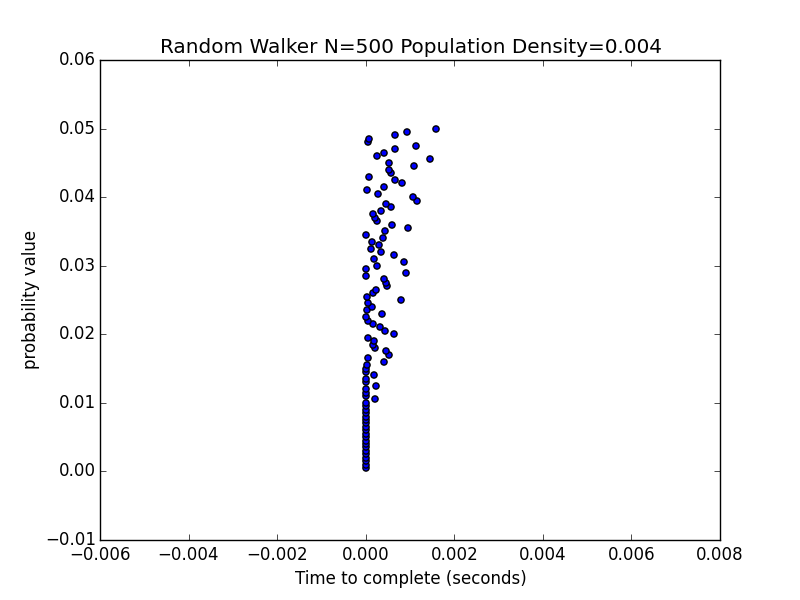 Random Walker N=500 Population Density=0.004
0.06
0.05
0.04
0.03
0.02
0.01
0.00
−0.01
probability value
−0.006 −0.004 −0.002 0.000 0.002 0.004 0.006 0.008
Time to complete (seconds)